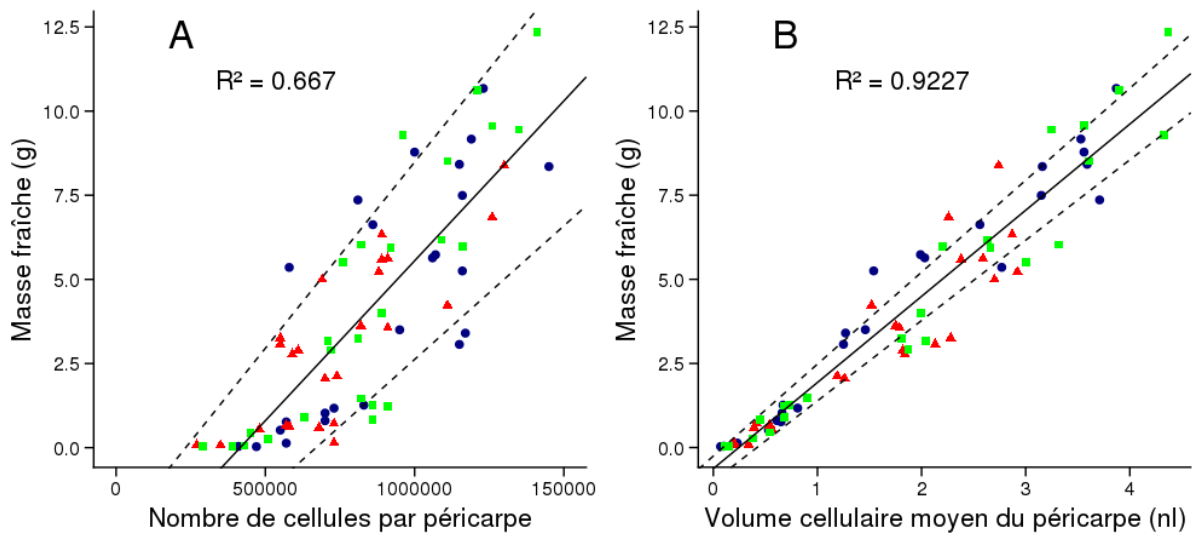 A
R² = 0.667
Masse fraîche (g)
12.5
10.0
7.5
5.0
2.5
0.0
0
500000
1000000
150000
Nombre de cellules par péricarpe
B
R² = 0.9227
Masse fraîche (g)
12.5
10.0
7.5
5.0
2.5
0.0
0
1
2
3
4
Volume cellulaire moyen du péricarpe (nl)